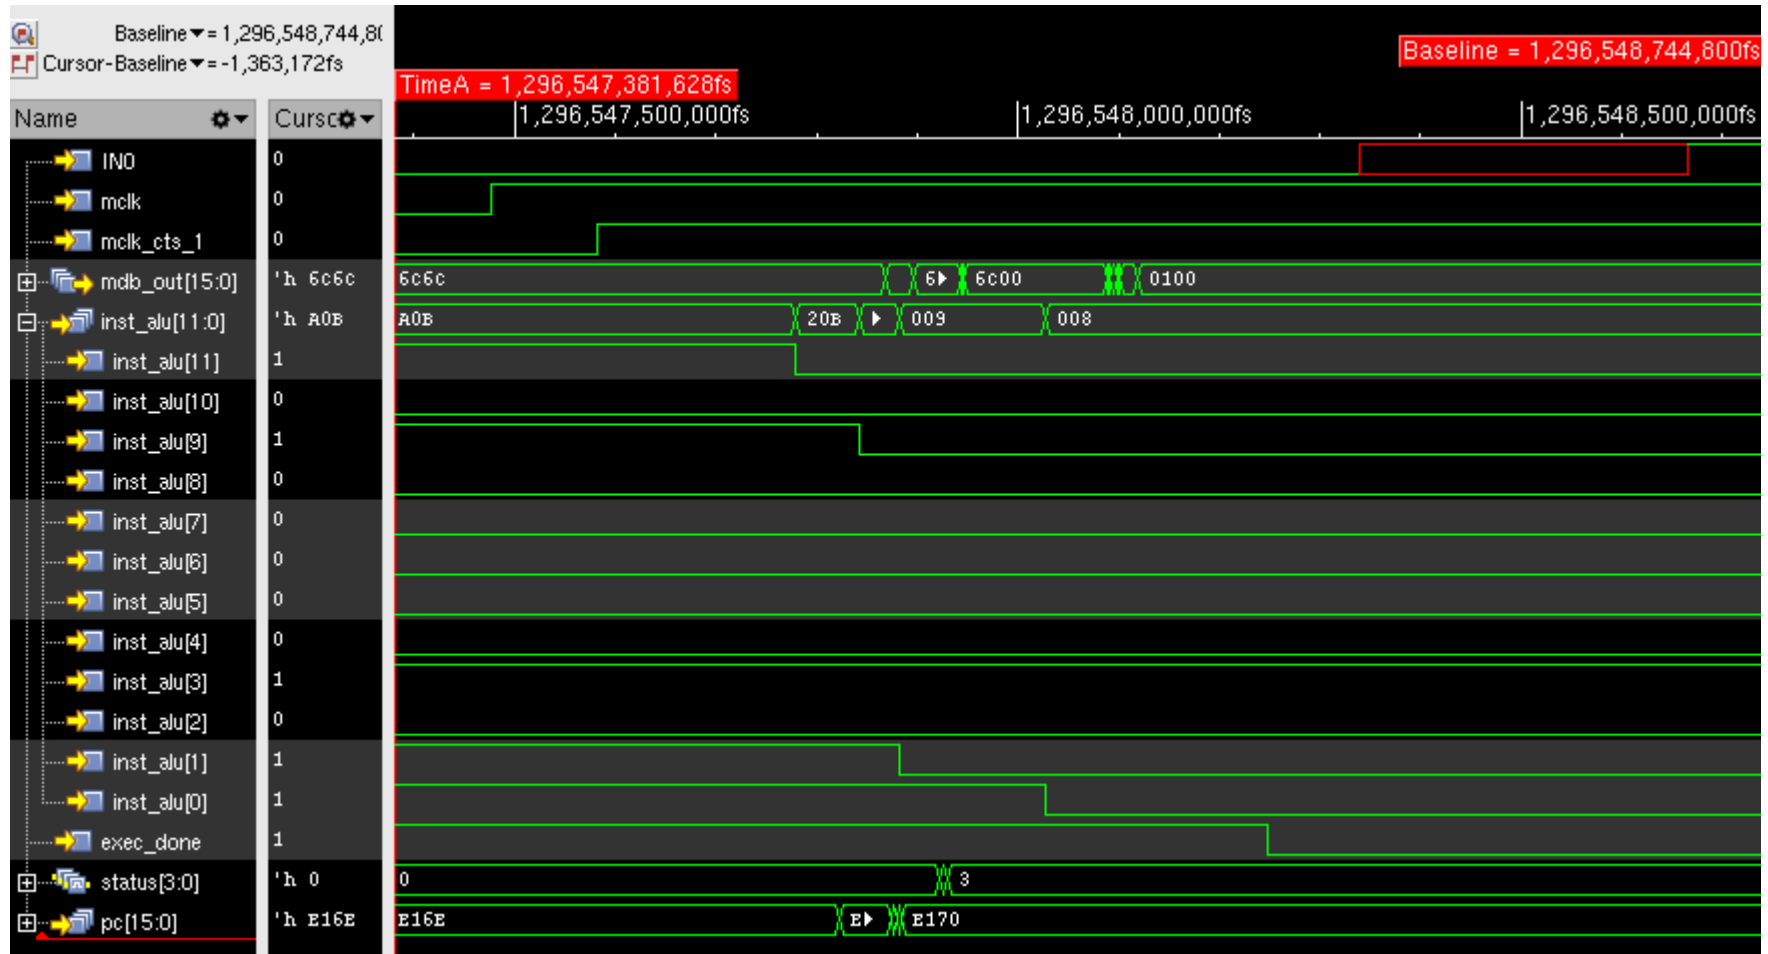 Baseline▼= 1,296,548,744,8
Cursor-Baseline▼= -1,363,172fs
Baseline = 1,296,548,744,800fs
TimeA = 1,296,547,381,628fs
Name Curso
1,296,547,500,000fs 1,296,548,000,000fs 1,296,548,500,000fs
IN0 0
mclk 0
mclk_cts_1 0
mdb_out[15:0] 'h 6C6C 6C6C 6 6C00 0100
inst_alu[11:0] 'h A0B A0B 20B 009 008
inst_alu[11] 1
inst_alu[10] 0
inst_alu[9] 1
inst_alu[8] 0
inst_alu[7] 0
inst_alu[6] 0
inst_alu[5] 0
inst_alu[4] 0
inst_alu[3] 1
inst_alu[2] 0
inst_alu[1] 1
inst_alu[0] 1
exec_done 1
status[3:0] 'h 0 0 3
pc[15:0] 'h E16E E16E E E170